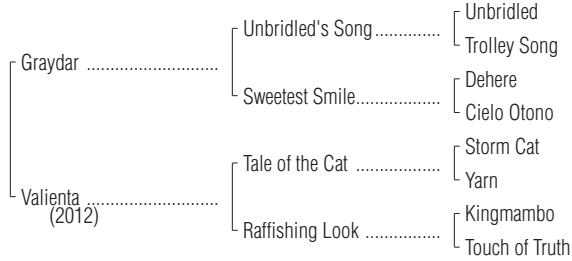 Unbridled
Unbridled's Song..............
Trolley Song
Graydar ............................
Dehere
Sweetest Smile..................
Cielo Otono
Storm Cat
Tale of the Cat ..................
Yarn
Valienta ............................
(2012)
Kingmambo
Raffishing Look ................
Touch of Truth